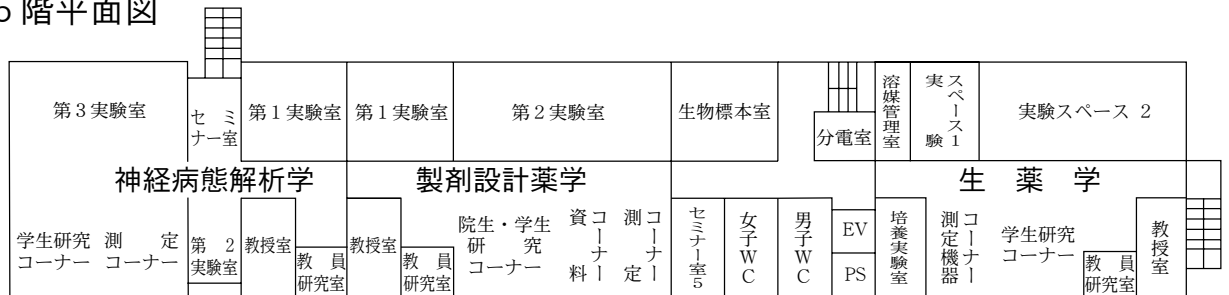 階平面図
第3実験室
セミ
ナー室
第1実験室
第1実験室
第2実験室
生物標本室
分電室
溶媒管理室
実験
スペース1
実験スペース 2
神経病態解析学
製剤設計薬学
生薬学
学生研究
コーナー
測定
コーナー
第2
実験室
教授室
教員
研究室
教授室
教員
研究室
院生・学生
研究
コーナー
資料
コーナー
測定
コーナー
セミナー室5
女子WC
男子WC
EV
PS
培養実験室
測定機器
コーナー
学生研究
コーナー
教員
研究室
教授室